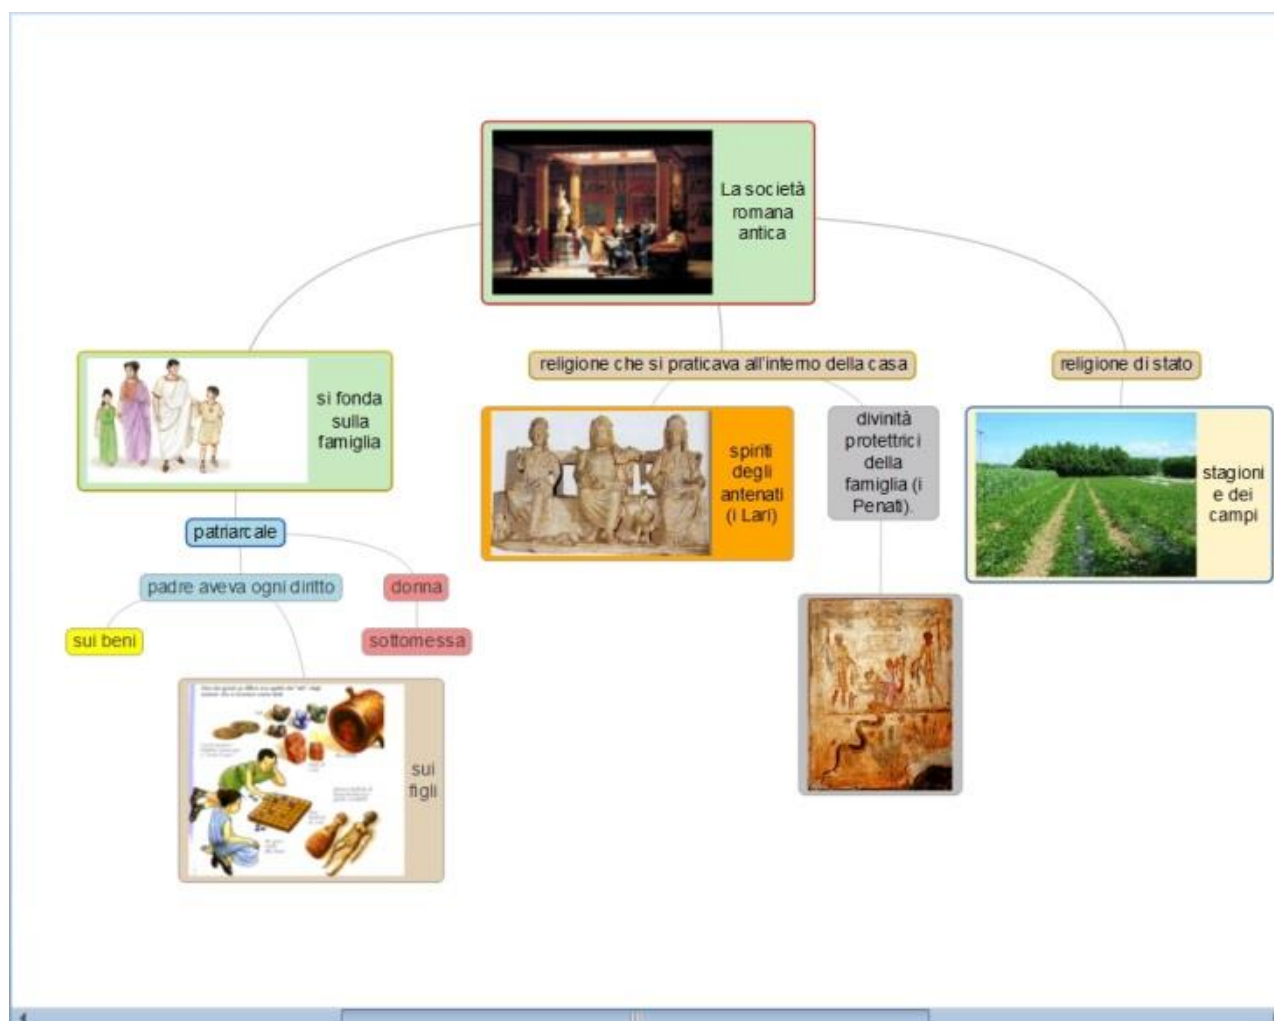 La società
romana
antica
si fonda
sulla
famiglia
religione che si praticava all'interno della casa
religione di stato
spiriti
degli
antenati
(i Lari)
divinità
protettrici
della
famiglia (i
Penati).
stagioni
e dei
campi
patriarcale
padre aveva ogni diritto
donna
sui beni
sottomessa
sui
figli